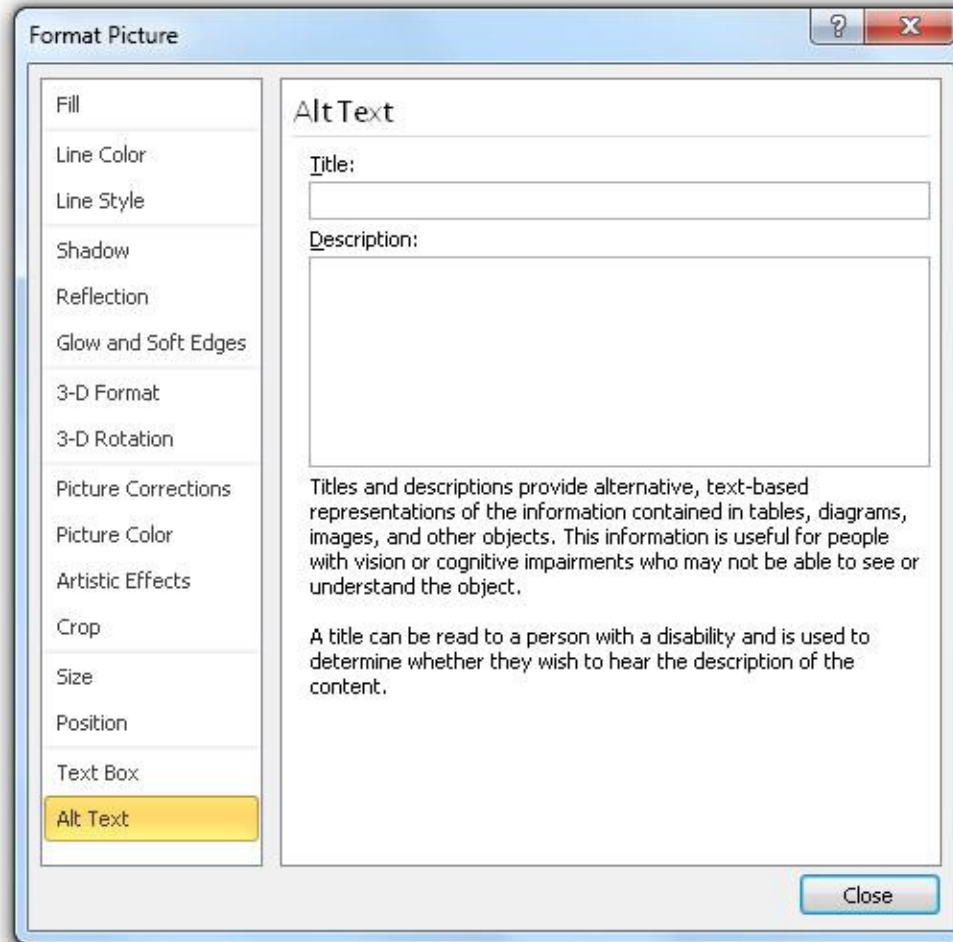 Format Picture
Fill
Line Color
Line Style
Shadow
Reflection
Glow and Soft Edges
3-D Format
3-D Rotation
Picture Corrections
Picture Color
Artistic Effects
Crop
Size
Position
Text Box
Alt Text
Alt Text
Title:
Description:
Titles and descriptions provide alternative, text-based
representations of the information contained in tables, diagrams,
images, and other objects. This information is useful for people
with vision or cognitive impairments who may not be able to see or
understand the object.
A title can be read to a person with a disability and is used to
determine whether they wish to hear the description of the
content.
Close